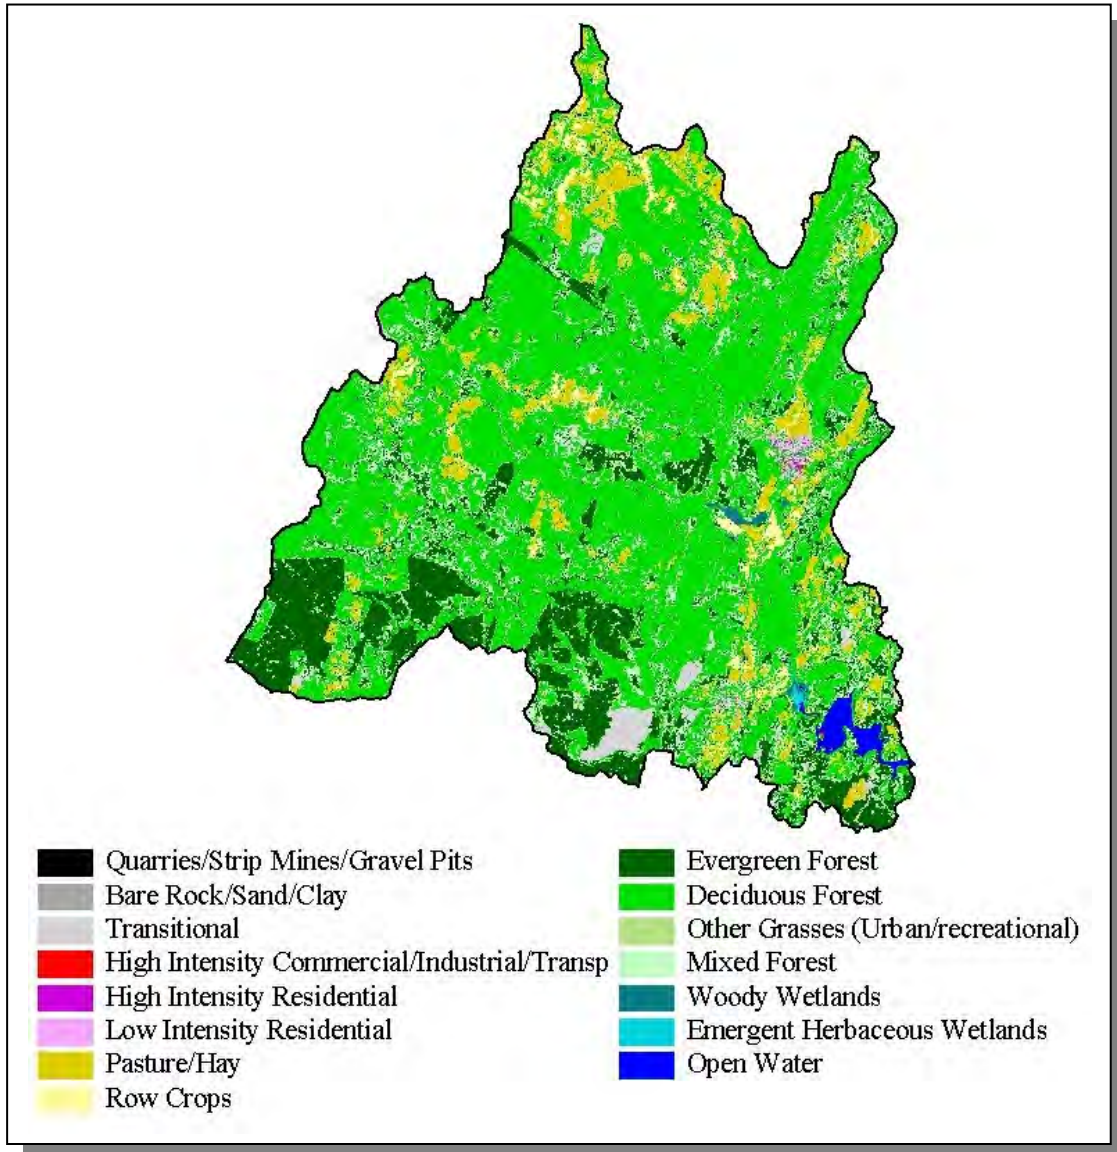 Quarries/Strip Mines/Gravel Pits
Bare Rock/Sand/Clay
Transitional
High Intensity Commercial/Industrial/Transp
High Intensity Residential
Low Intensity Residential
Pasture/Hay
Row Crops
Evergreen Forest
Deciduous Forest
Other Grasses (Urban/recreational)
Mixed Forest
Woody Wetlands
Emergent Herbaceous Wetlands
Open Water